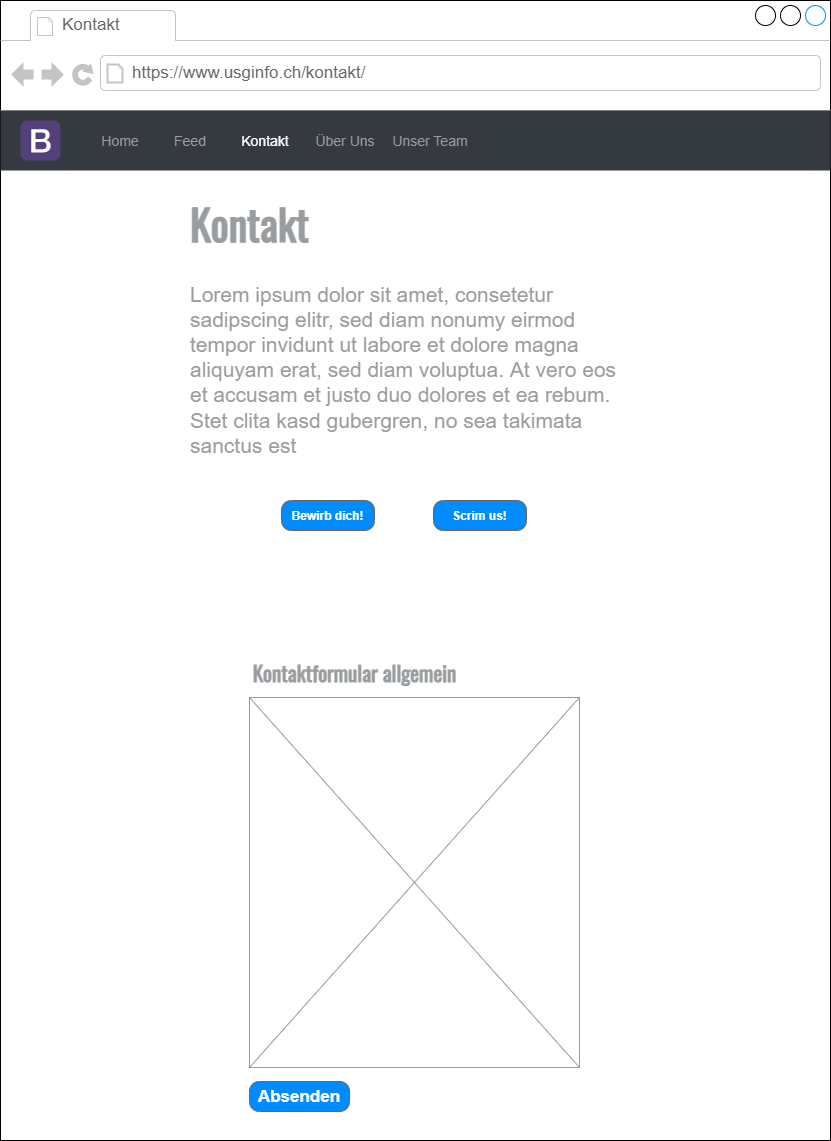 Kontakt
https://www.usginfo.ch/kontakt/
B Home Feed Kontakt Über Uns Unser Team
Kontakt
Lorem ipsum dolor sit amet, consetetur
sadipscing elitr, sed diam nonumy eirmod
tempor invidunt ut labore et dolore magna
aliquyam erat, sed diam voluptua. At vero eos
et accusam et justo duo dolores et ea rebum.
Stet clita kasd gubergren, no sea takimata
sanctus est
Bewirb dich! Scrim us!
Kontaktformular allgemein
Absenden